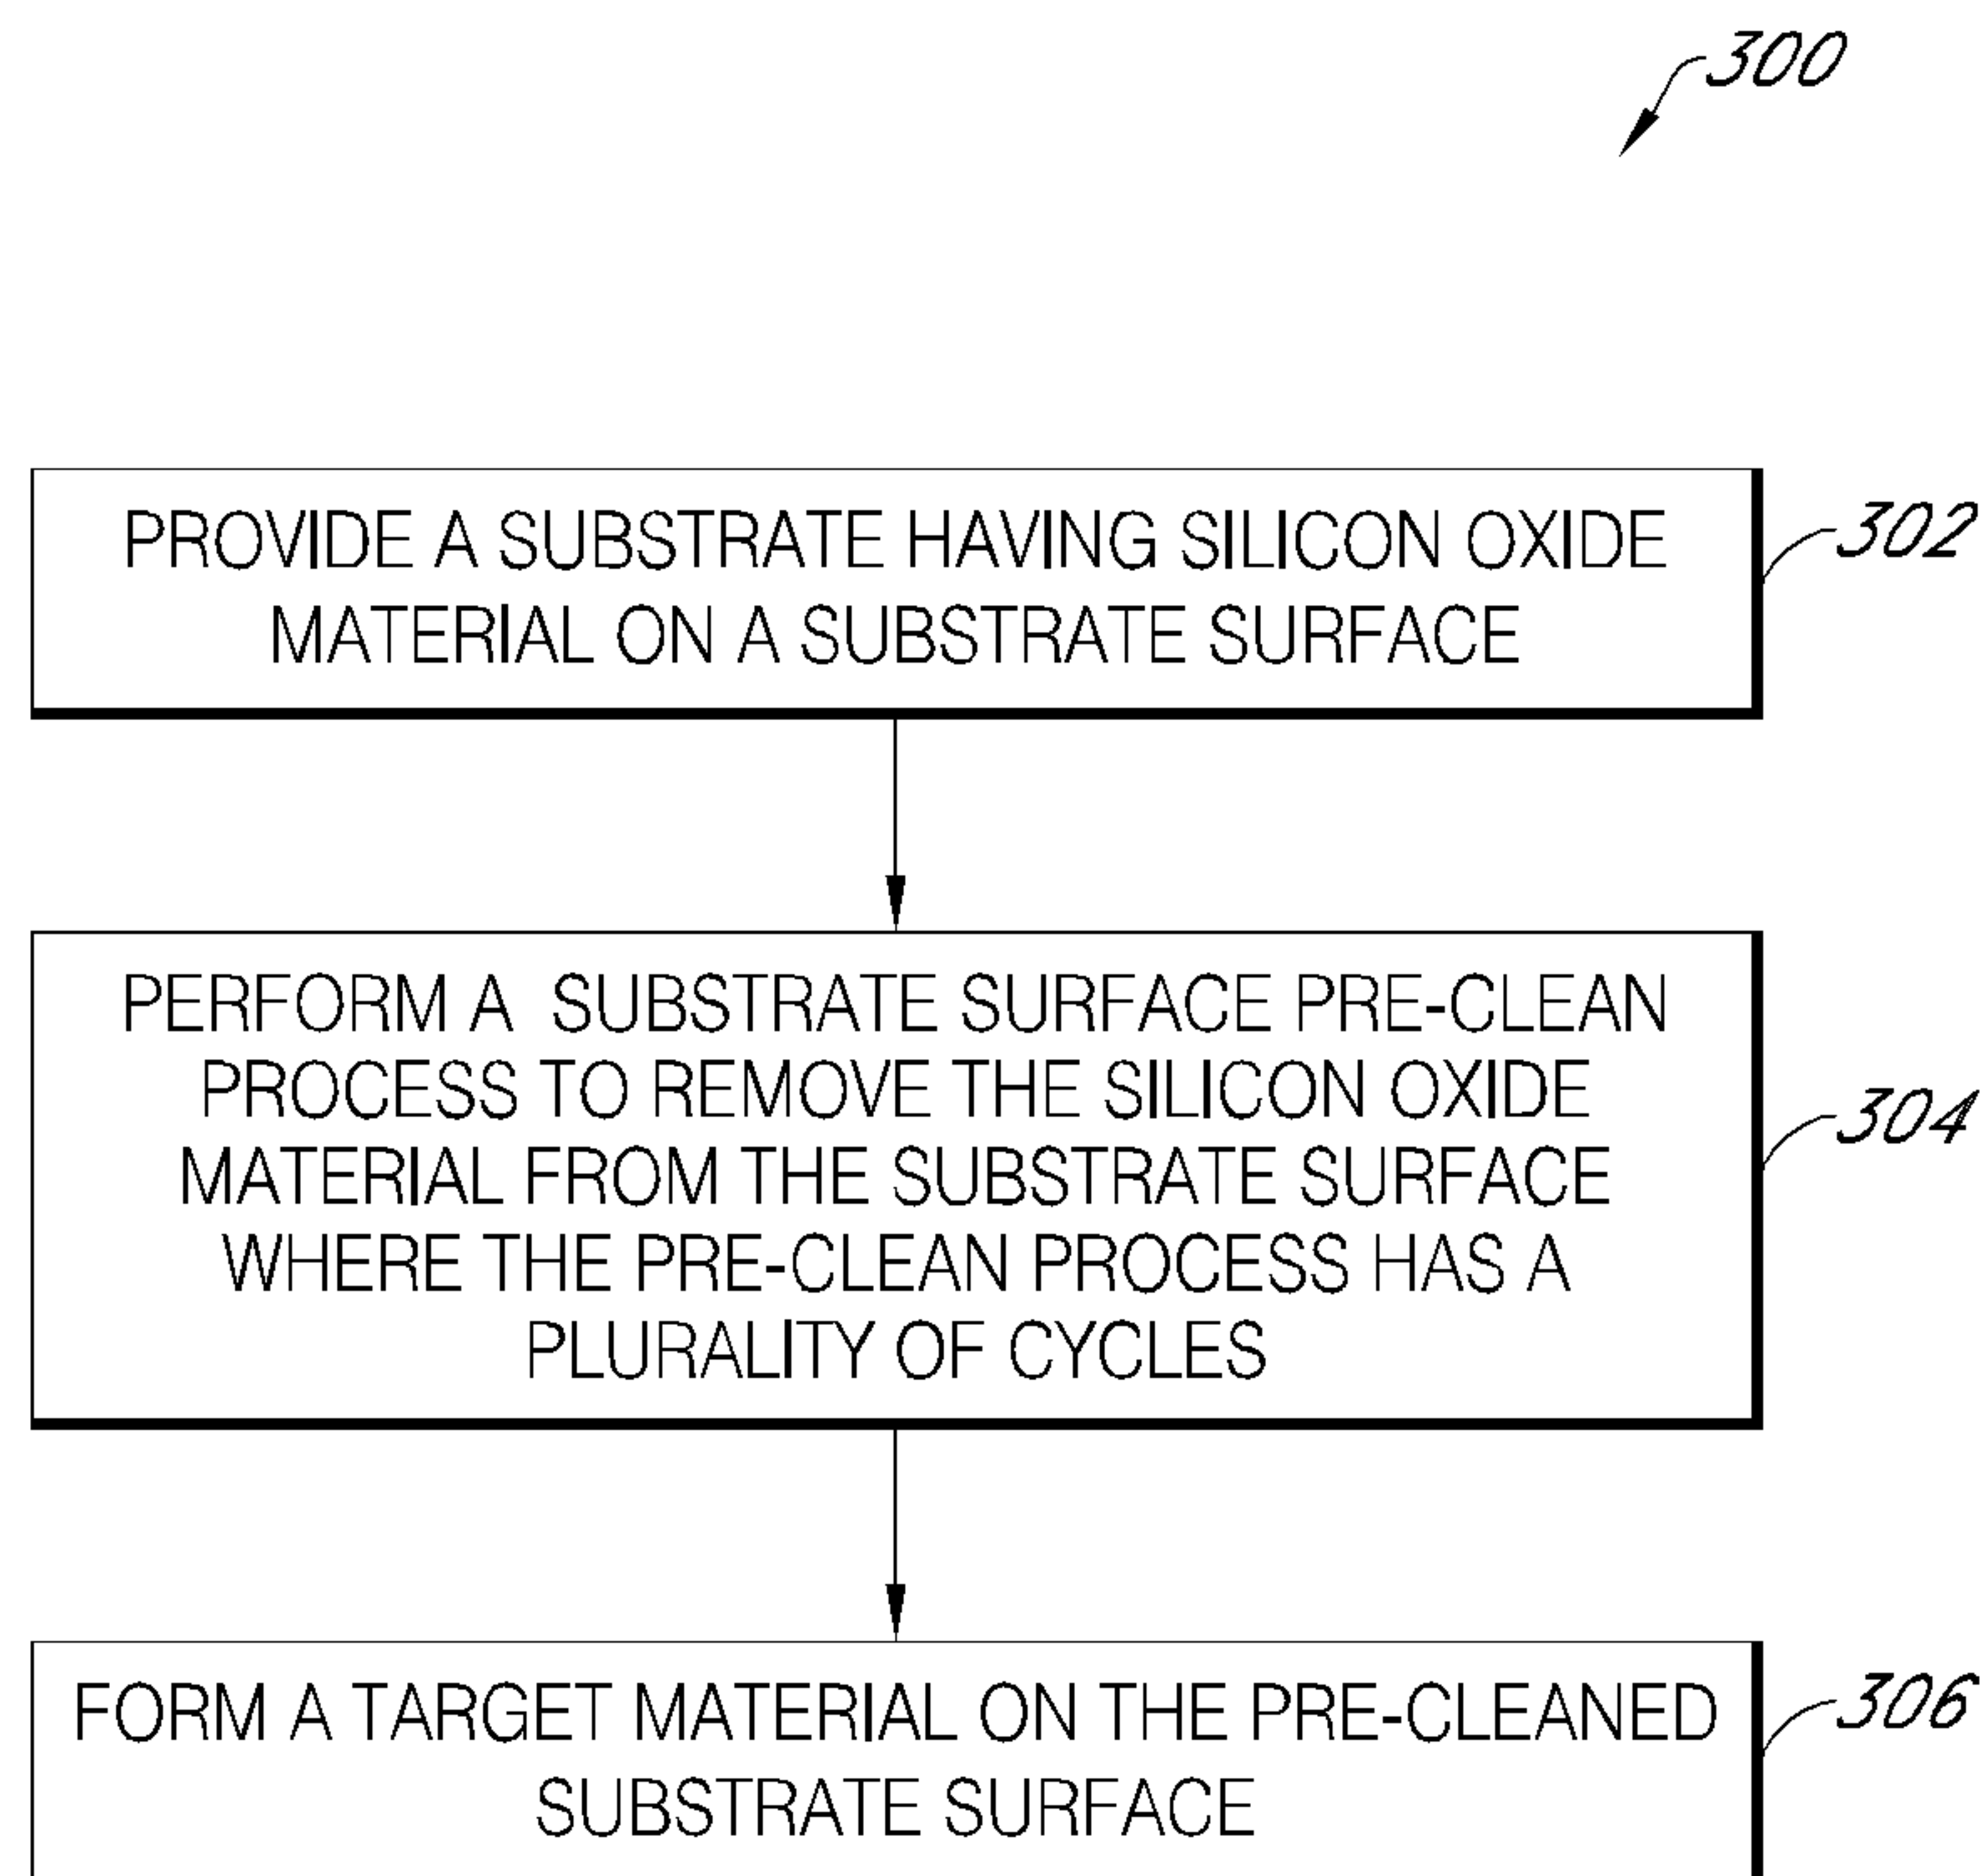 300
PROVIDE A SUBSTRATE HAVING SILICON OXIDE
MATERIAL ON A SUBSTRATE SURFACE
302
PERFORM A SUBSTRATE SURFACE PRE-CLEAN
PROCESS TO REMOVE THE SILICON OXIDE
MATERIAL FROM THE SUBSTRATE SURFACE
WHERE THE PRE-CLEAN PROCESS HAS A
PLURALITY OF CYCLES
304
FORM A TARGET MATERIAL ON THE PRE-CLEANED
SUBSTRATE SURFACE
306